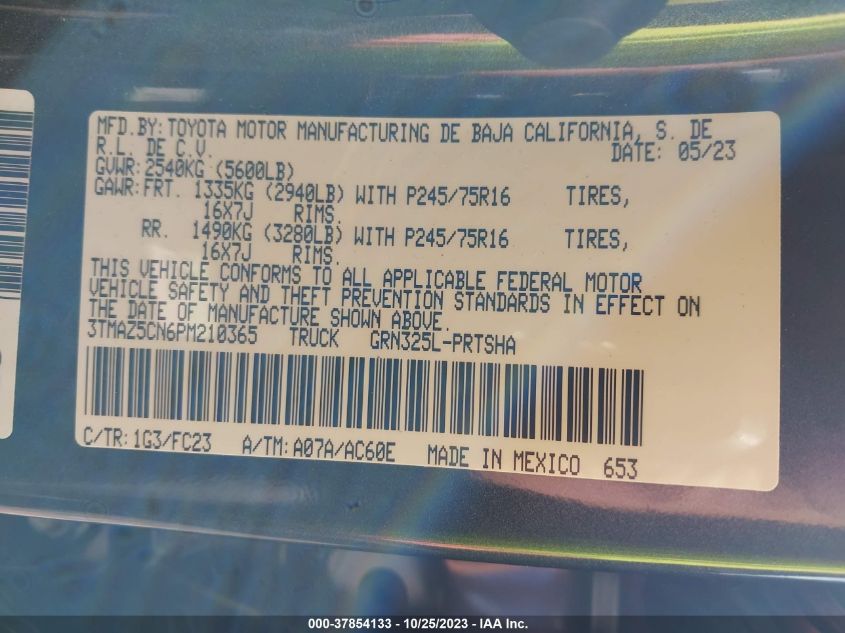 MFD.BY: TOYOTA MOTOR MANUFACTURING DE BAJA CALIFORNIA, S. DE
R.L. DE C.V. DATE: 05/23
GVWR: 2540KG (5600LB)
GAWR: FRT. 1335KG (2940LB) WITH P245/75R16 TIRES,
16X7J RIMS.
RR. 1490KG (3280LB) WITH P245/75R16 TIRES,
16X7J RIMS.
THIS VEHICLE CONFORMS TO ALL APPLICABLE FEDERAL MOTOR
VEHICLE SAFETY AND THEFT PREVENTION STANDARDS IN EFFECT ON
THE DATE OF MANUFACTURE SHOWN ABOVE.
3TMAZ5CN6PM210365 TRUCK GRN325L-PRTSHA
C/TR: 1G3/FC23 A/TM: A07A/AC60E MADE IN MEXICO 653
000-37854133 - 10/25/2023 - IAA Inc.